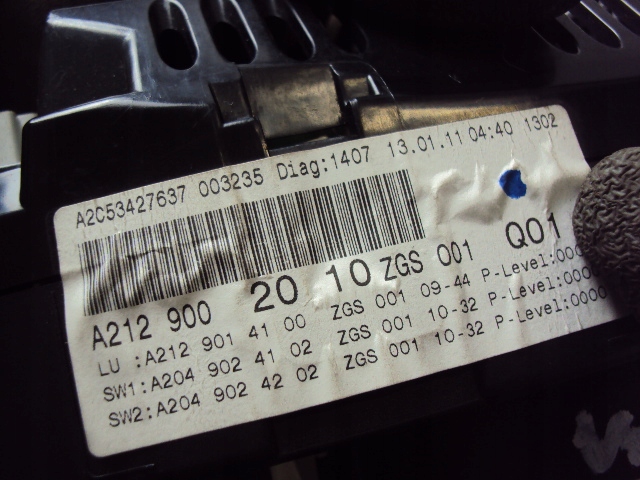 A2C53427637 003235 Diag:1407 13.01.11 04:40 1302
A212 900 20 10 ZGS 001 Q01
LU :A212 901 41 00 ZGS 001 09-44 P-Level:000
SW1:A204 902 41 02 ZGS 001 10-32 P-Level:0000
SW2:A204 902 42 02 ZGS 001 10-32 P-Level:0000